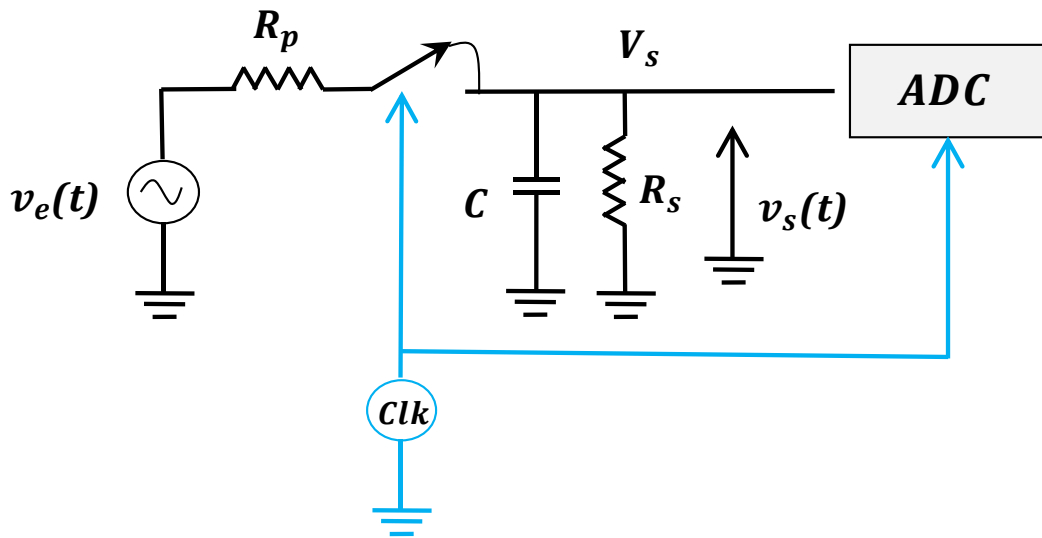 R_p
V_s
ADC
v_e(t)
C
R_s
v_s(t)
Clk